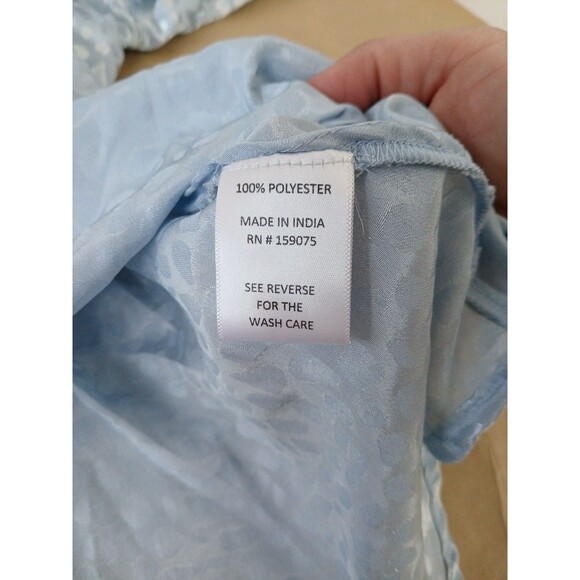 100% POLYESTER
MADE IN INDIA
RN # 159075
SEE REVERSE
FOR THE
WASH CARE